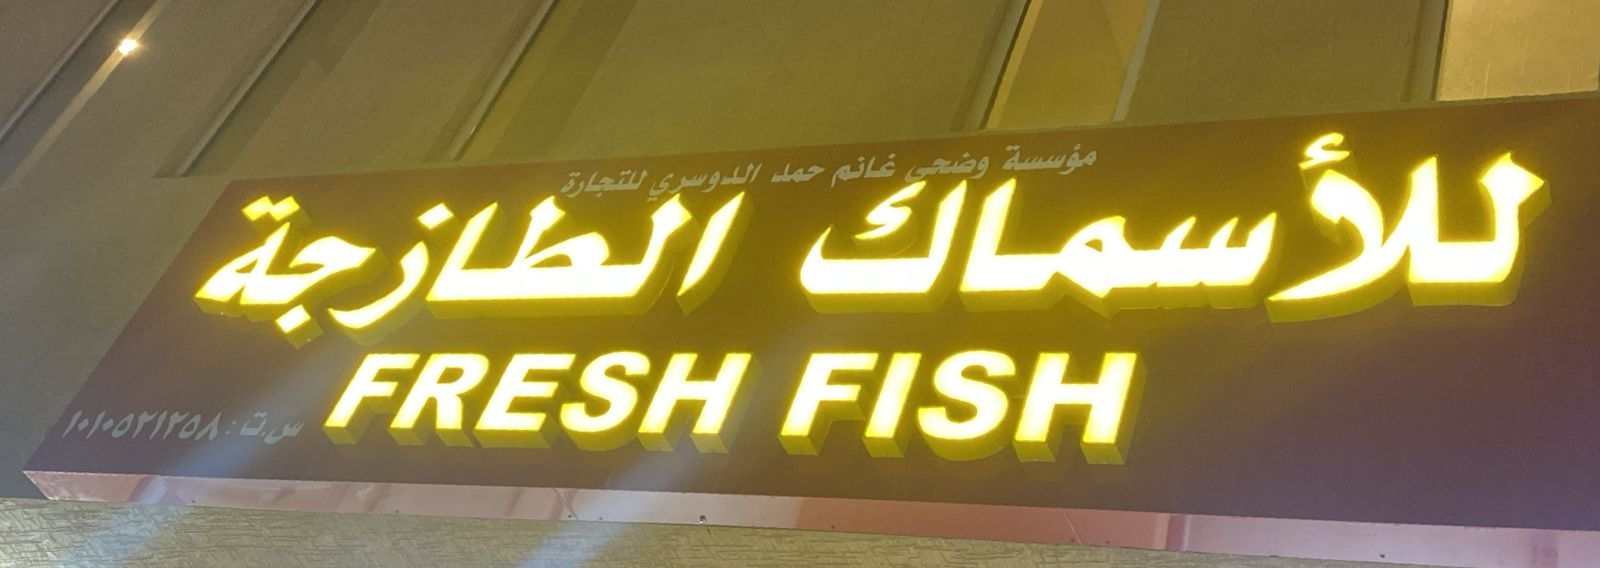 مؤسسة وضحى غانم حمد الدوسري للتجارة
للأسماك الطازجة
FRESH FISH
س.ت: ١٠١٠٥٢١٢٥٨